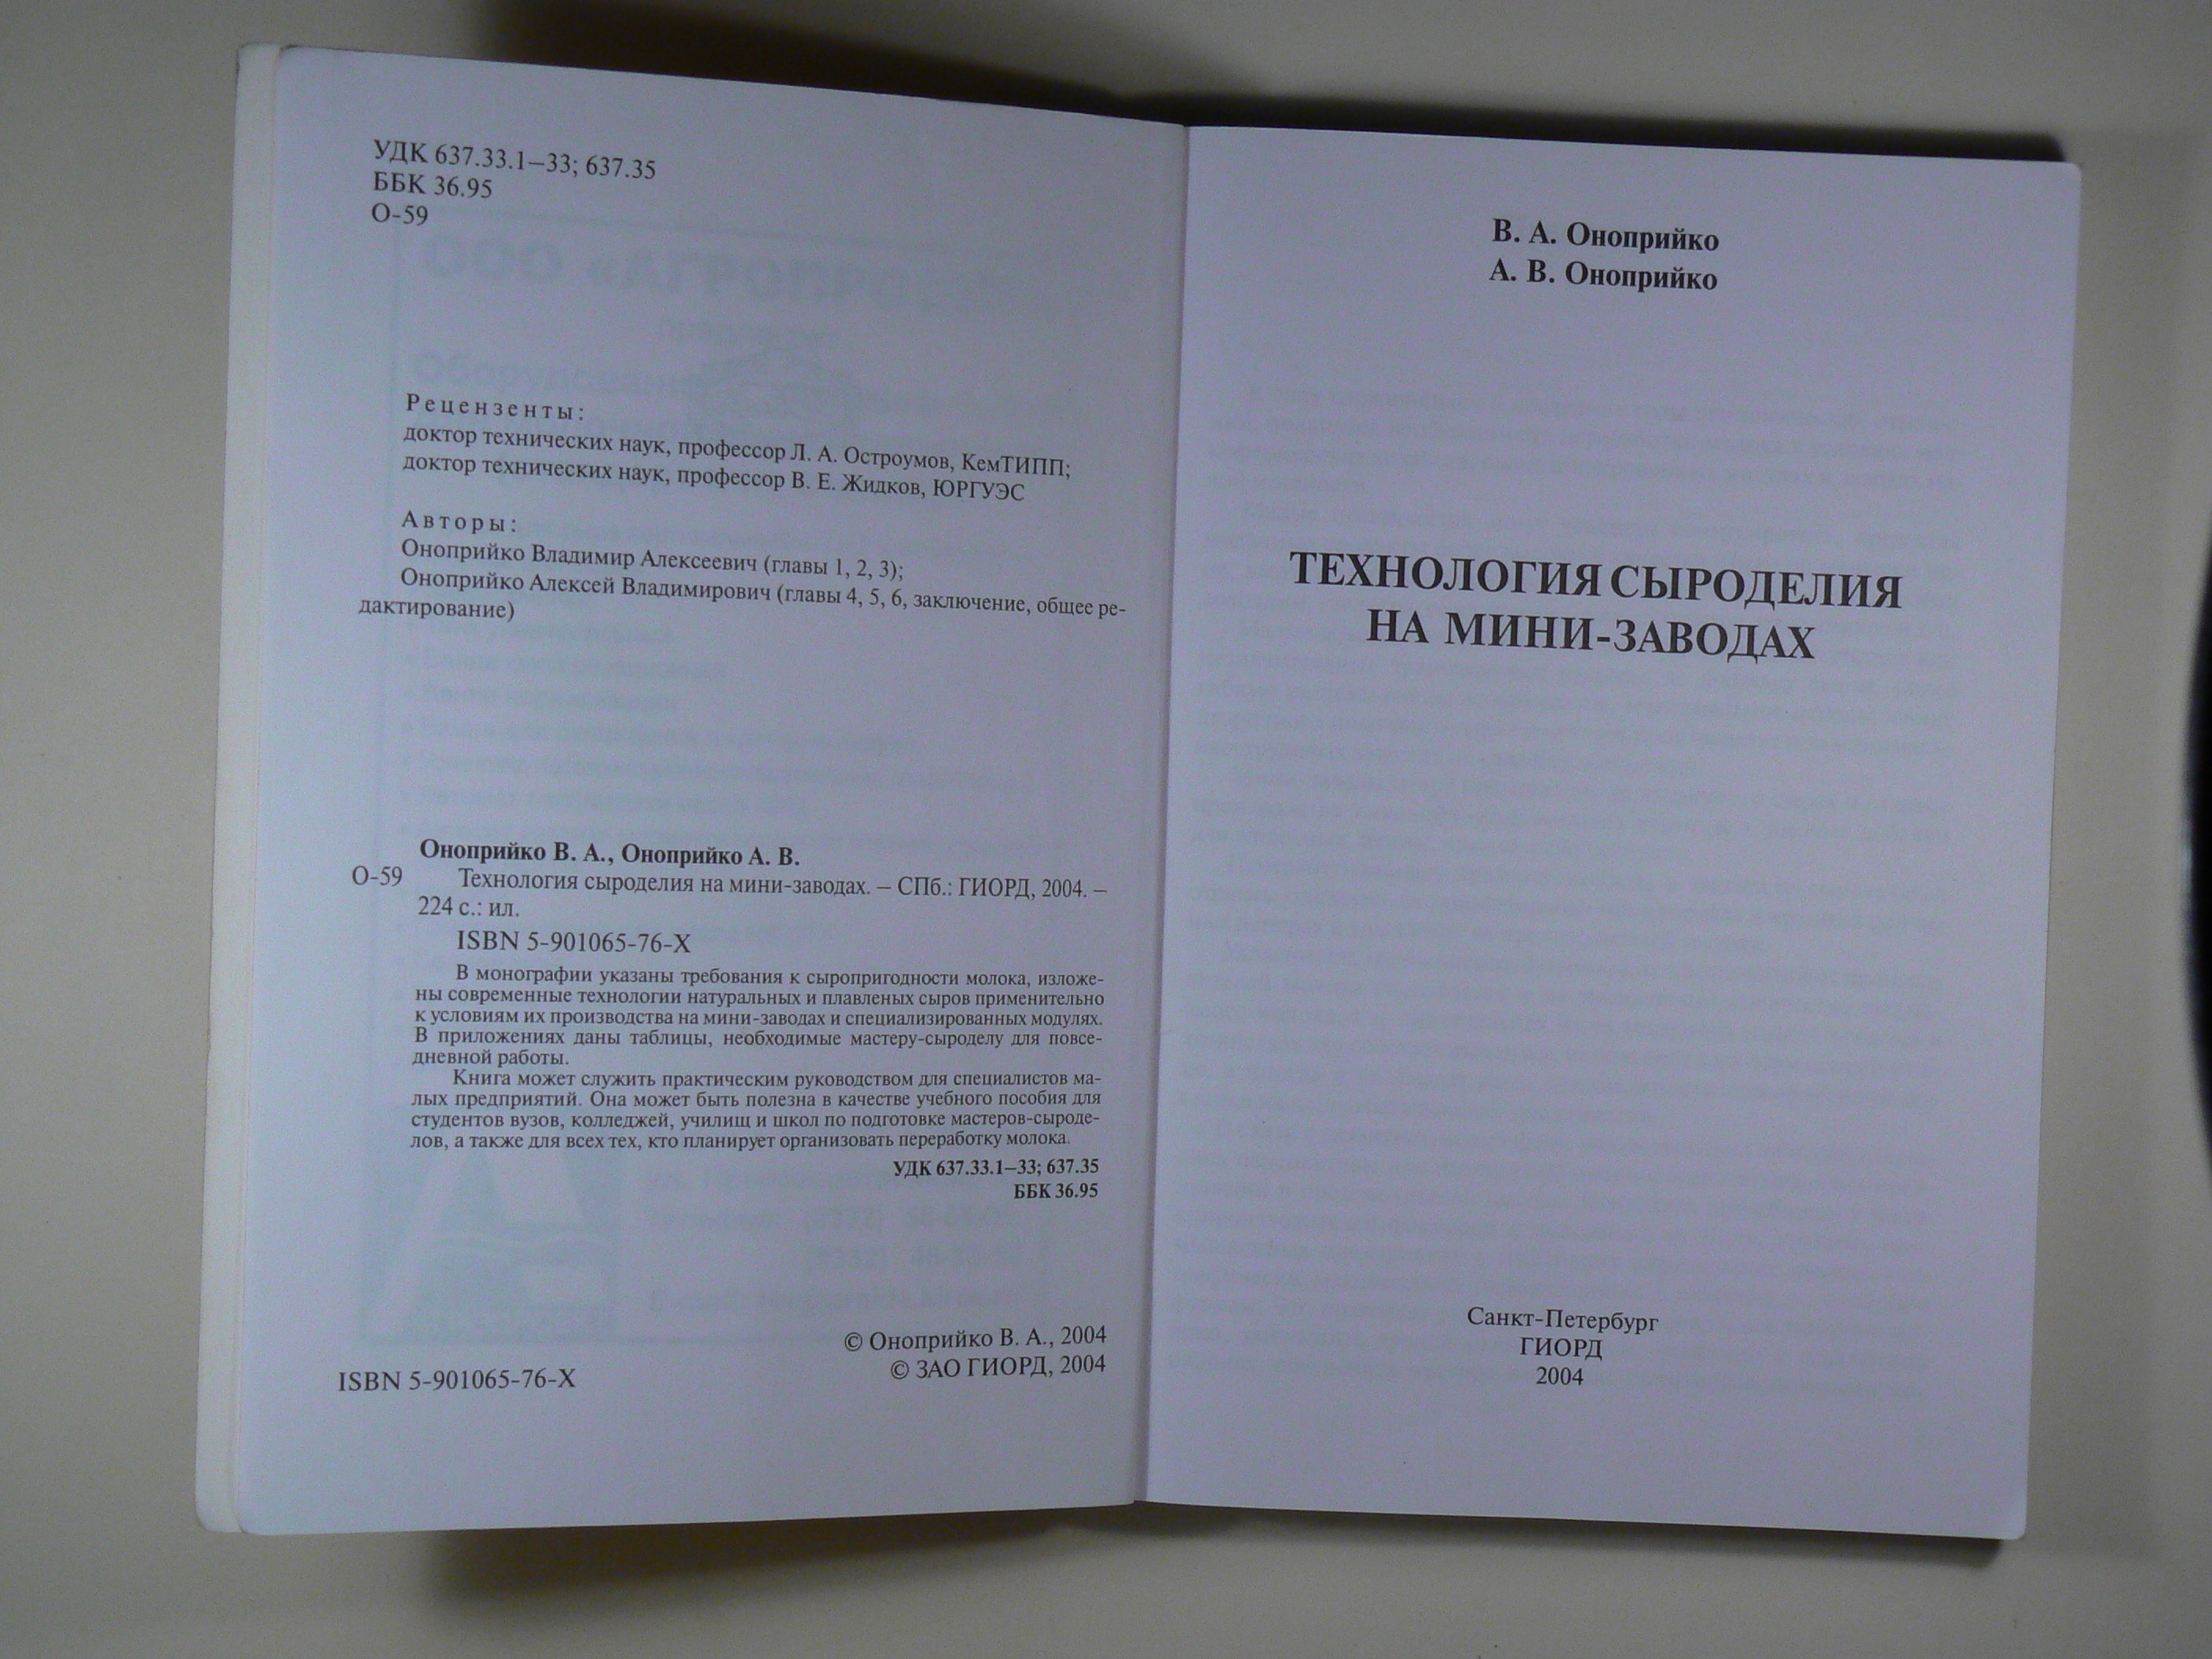 УДК 637.33.1–33; 637.35
ББК 36.95
О-59
Рецензенты:
доктор технических наук, профессор Л. А. Остроумов, КемТИПП;
доктор технических наук, профессор В. Е. Жидков, ЮРГУЭС
Авторы:
Оноприйко Владимир Алексеевич (главы 1, 2, 3);
Оноприйко Алексей Владимирович (главы 4, 5, 6, заключение, общее ре-
дактирование)
Оноприйко В. А., Оноприйко А. В.
О-59 Технология сыроделия на мини-заводах. – СПб.: ГИОРД, 2004. –
224 с.: ил.
ISBN 5-901065-76-X
В монографии указаны требования к сыропригодности молока, изложе-
ны современные технологии натуральных и плавленых сыров применительно
к условиям их производства на мини-заводах и специализированных модулях.
В приложениях даны таблицы, необходимые мастеру-сыроделу для повсе-
дневной работы.
Книга может служить практическим руководством для специалистов ма-
лых предприятий. Она может быть полезна в качестве учебного пособия для
студентов вузов, колледжей, училищ и школ по подготовке мастеров-сыроде-
лов, а также для всех тех, кто планирует организовать переработку молока.
УДК 637.33.1–33; 637.35
ББК 36.95
© Оноприйко В. А., 2004
© ЗАО ГИОРД, 2004
ISBN 5-901065-76-X
В. А. Оноприйко
А. В. Оноприйко
ТЕХНОЛОГИЯ СЫРОДЕЛИЯ
НА МИНИ-ЗАВОДАХ
Санкт-Петербург
ГИОРД
2004